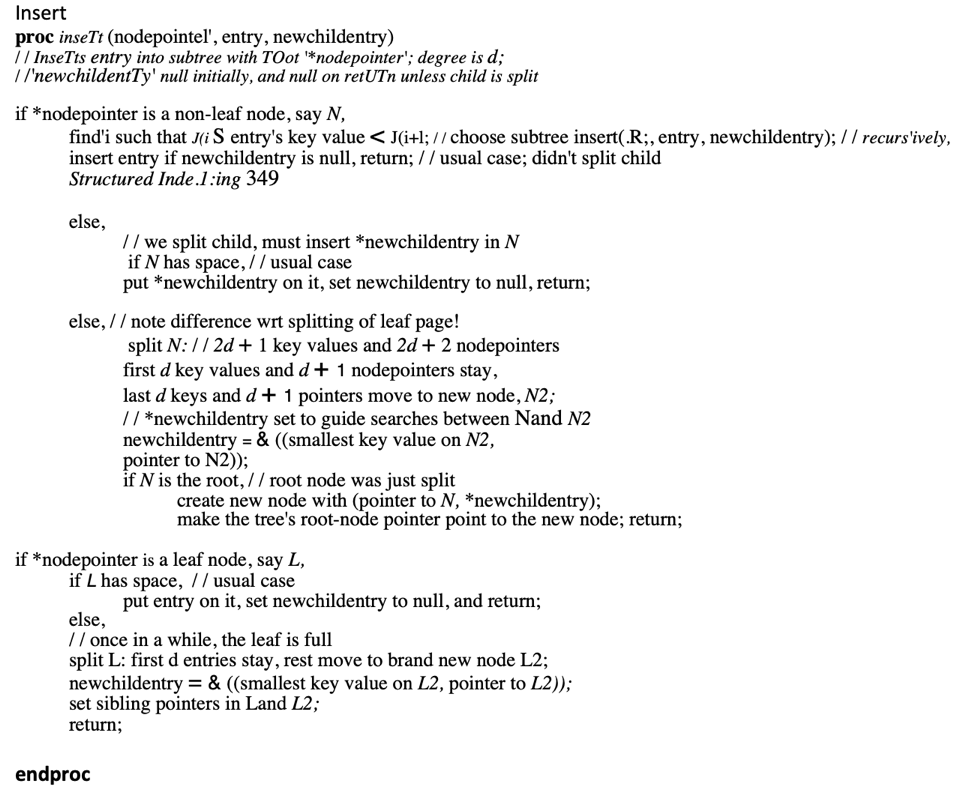 Insert
proc inseTt (nodepointel', entry, newchildentry)
// InseTts entry into subtree with TOot '*nodepointer'; degree is d;
//'newchildentTy' null initially, and null on retUTn unless child is split
if *nodepointer is a non-leaf node, say N,
find'i such that J(i S entry's key value < J(i+l; // choose subtree insert(.R;, entry, newchildentry); // recurs'ively,
insert entry if newchildentry is null, return; // usual case; didn't split child
Structured Inde.1:ing 349
else,
// we split child, must insert *newchildentry in N
if N has space, // usual case
put *newchildentry on it, set newchildentry to null, return;
else, // note difference wrt splitting of leaf page!
split N: // 2d + 1 key values and 2d + 2 nodepointers
first d key values and d + 1 nodepointers stay,
last d keys and d + 1 pointers move to new node, N2;
// *newchildentry set to guide searches between Nand N2
newchildentry = & ((smallest key value on N2,
pointer to N2));
if N is the root, // root node was just split
create new node with (pointer to N, *newchildentry);
make the tree's root-node pointer point to the new node; return;
if *nodepointer is a leaf node, say L,
if L has space, // usual case
put entry on it, set newchildentry to null, and return;
else,
// once in a while, the leaf is full
split L: first d entries stay, rest move to brand new node L2;
newchildentry = & ((smallest key value on L2, pointer to L2));
set sibling pointers in Land L2;
return;
endproc